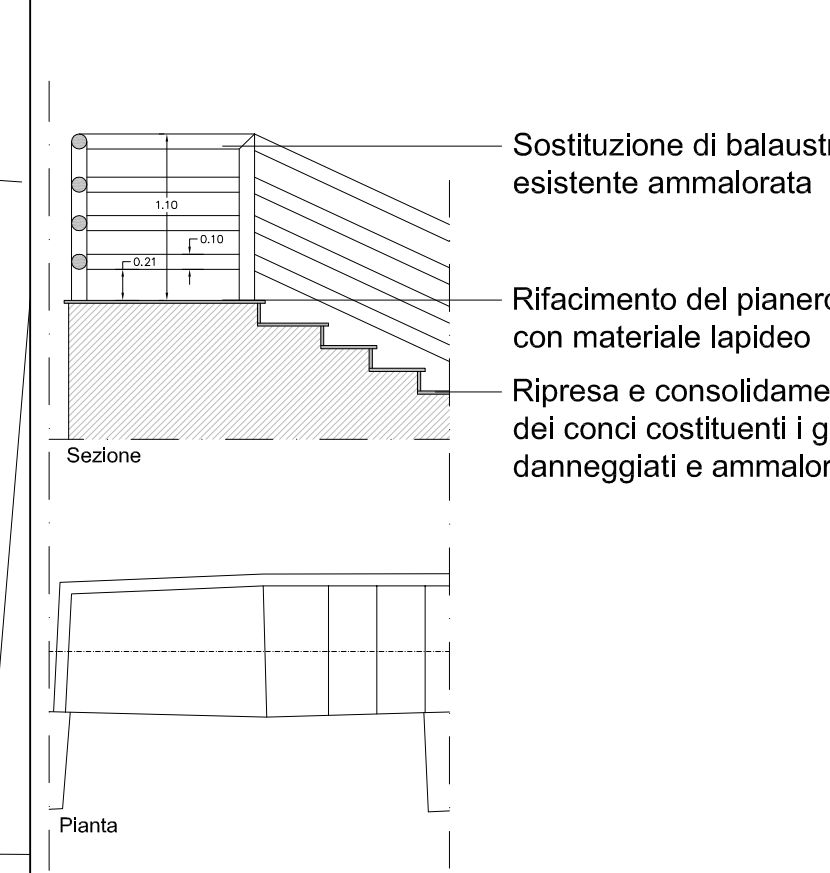 Sostituzione di balaustr
esistente ammalorata
1.10
0.10
0.21
Rifacimento del pianero
con materiale lapideo
Ripresa e consolidame
dei conci costituenti i g
danneggiati e ammalor
Sezione
Pianta